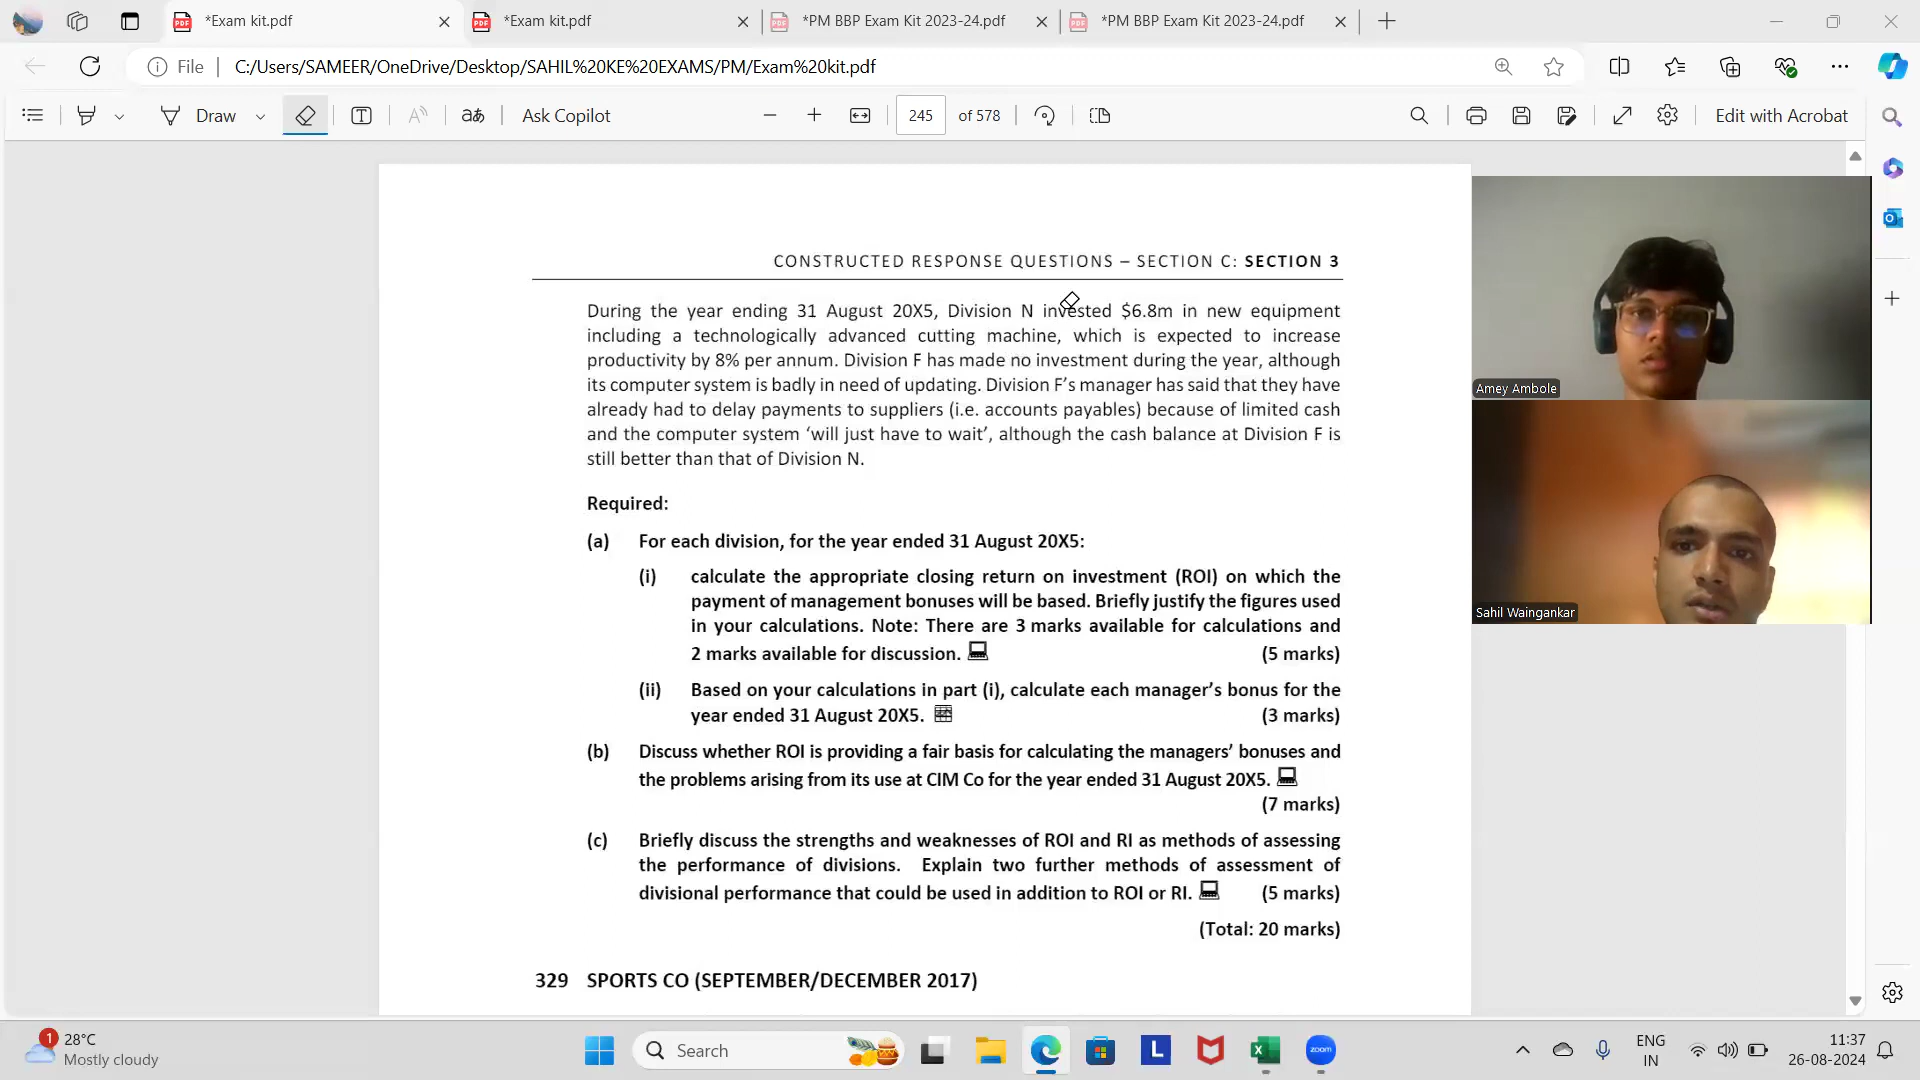 *Exam kit.pdf
*Exam kit.pdf
*PM BBP Exam Kit 2023-24.pdf
*PM BBP Exam Kit 2023-24.pdf
File
C:/Users/SAMEER/OneDrive/Desktop/SAHIL%20KE%20EXAMS/PM/Exam%20kit.pdf
Draw
aあ
Ask Copilot
245
of 578
Edit with Acrobat
CONSTRUCTED RESPONSE QUESTIONS – SECTION C: SECTION 3
During the year ending 31 August 20X5, Division N invested $6.8m in new equipment
including a technologically advanced cutting machine, which is expected to increase
productivity by 8% per annum. Division F has made no investment during the year, although
its computer system is badly in need of updating. Division F’s manager has said that they have
already had to delay payments to suppliers (i.e. accounts payables) because of limited cash
and the computer system ‘will just have to wait’, although the cash balance at Division F is
still better than that of Division N.
Required:
(a) For each division, for the year ended 31 August 20X5:
(i) calculate the appropriate closing return on investment (ROI) on which the
payment of management bonuses will be based. Briefly justify the figures used
in your calculations. Note: There are 3 marks available for calculations and
2 marks available for discussion. (5 marks)
(ii) Based on your calculations in part (i), calculate each manager’s bonus for the
year ended 31 August 20X5. (3 marks)
(b) Discuss whether ROI is providing a fair basis for calculating the managers’ bonuses and
the problems arising from its use at CIM Co for the year ended 31 August 20X5.
(7 marks)
(c) Briefly discuss the strengths and weaknesses of ROI and RI as methods of assessing
the performance of divisions. Explain two further methods of assessment of
divisional performance that could be used in addition to ROI or RI. (5 marks)
(Total: 20 marks)
329 SPORTS CO (SEPTEMBER/DECEMBER 2017)
Amey Ambole
Sahil Waingankar
1
28°C
Mostly cloudy
Search
L
zoom
ENG
IN
11:37
26-08-2024